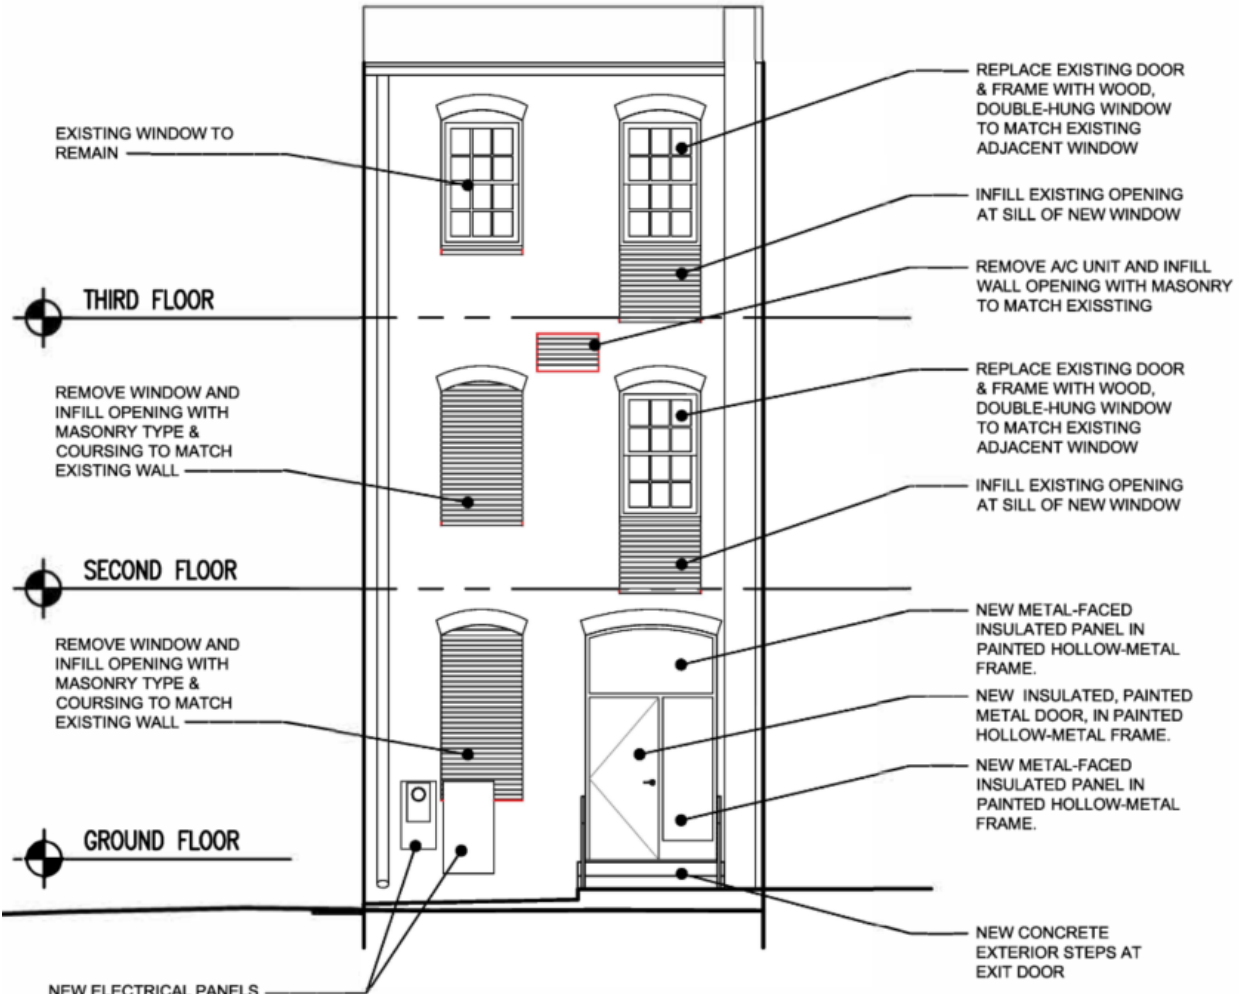 EXISTING WINDOW TO
REMAIN
THIRD FLOOR
REMOVE WINDOW AND
INFILL OPENING WITH
MASONRY TYPE &
COURSING TO MATCH
EXISTING WALL
SECOND FLOOR
REMOVE WINDOW AND
INFILL OPENING WITH
MASONRY TYPE &
COURSING TO MATCH
EXISTING WALL
GROUND FLOOR
NEW ELECTRICAL PANELS
REPLACE EXISTING DOOR
& FRAME WITH WOOD,
DOUBLE-HUNG WINDOW
TO MATCH EXISTING
ADJACENT WINDOW
INFILL EXISTING OPENING
AT SILL OF NEW WINDOW
REMOVE A/C UNIT AND INFILL
WALL OPENING WITH MASONRY
TO MATCH EXISSTING
REPLACE EXISTING DOOR
& FRAME WITH WOOD,
DOUBLE-HUNG WINDOW
TO MATCH EXISTING
ADJACENT WINDOW
INFILL EXISTING OPENING
AT SILL OF NEW WINDOW
NEW METAL-FACED
INSULATED PANEL IN
PAINTED HOLLOW-METAL
FRAME.
NEW INSULATED, PAINTED
METAL DOOR, IN PAINTED
HOLLOW-METAL FRAME.
NEW METAL-FACED
INSULATED PANEL IN
PAINTED HOLLOW-METAL
FRAME.
NEW CONCRETE
EXTERIOR STEPS AT
EXIT DOOR